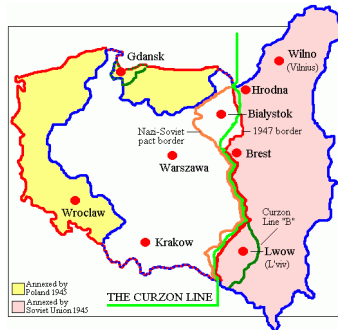 Gdansk
Wilno
(Vilnius)
Hrodna
Bialystok
Nazi-Soviet
pact border
1947 border
Warszawa
Brest
Wroclaw
Curzon
Line "B"
Krakow
Lwow
(L'viv)
Annexed by
Poland 1945
Annexed by
Soviet Union 1945
THE CURZON LINE